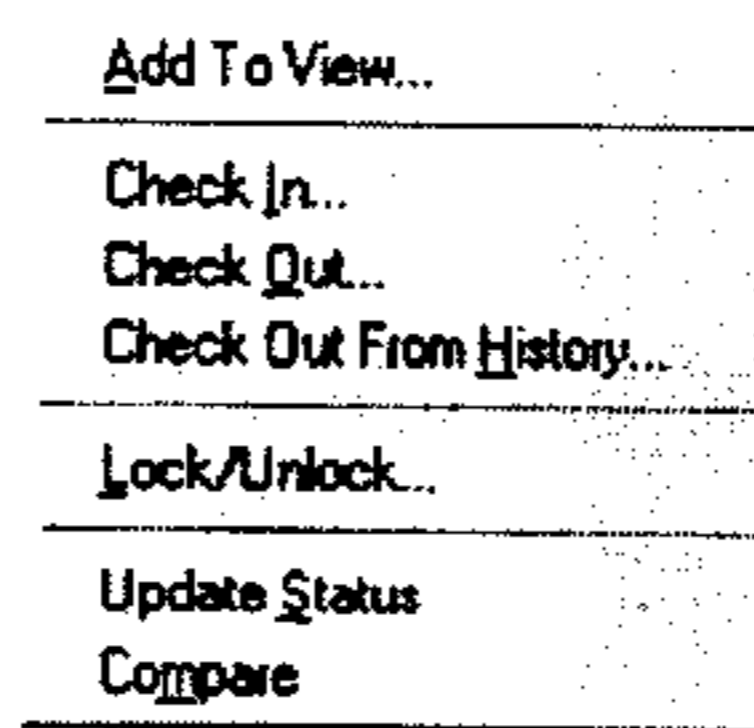 Add To View...
Check In...
Check Out...
Check Out From History...
Lock/Unlock...
Update Status
Compare